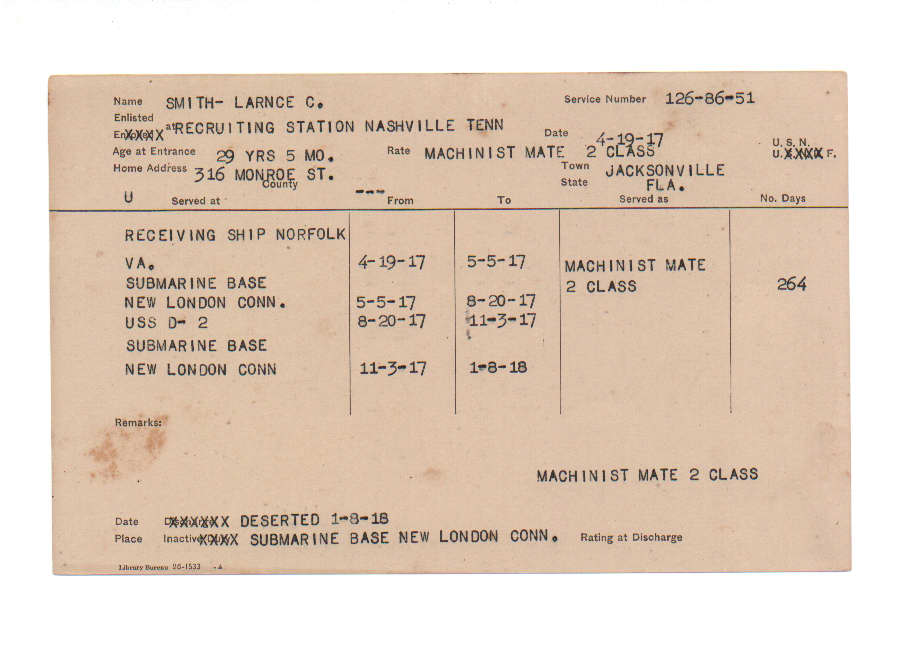 Name SMITH- LARNCE C. Service Number 126-86-51
Enlisted
at RECRUITING STATION NASHVILLE TENN Date 4-19-17 U. S. N.
Age at Entrance 29 YRS 5 MO. Rate MACHINIST MATE 2 CLASS U.XXXX F.
Home Address 316 MONROE ST. Town JACKSONVILLE
County --- State FLA.
U Served at From To Served as No. Days
RECEIVING SHIP NORFOLK
VA. 4-19-17 5-5-17 MACHINIST MATE
SUBMARINE BASE 2 CLASS 264
NEW LONDON CONN. 5-5-17 8-20-17
USS D- 2 8-20-17 11-3-17
SUBMARINE BASE
NEW LONDON CONN 11-3-17 1-8-18
Remarks:
MACHINIST MATE 2 CLASS
Date XXXXXX DESERTED 1-8-18
Place Inactive XXXX SUBMARINE BASE NEW LONDON CONN. Rating at Discharge
Library Bureau 26-1533